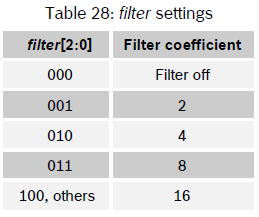 Table 28: filter settings
filter[2:0] Filter coefficient
000 Filter off
001 2
010 4
011 8
100, others 16